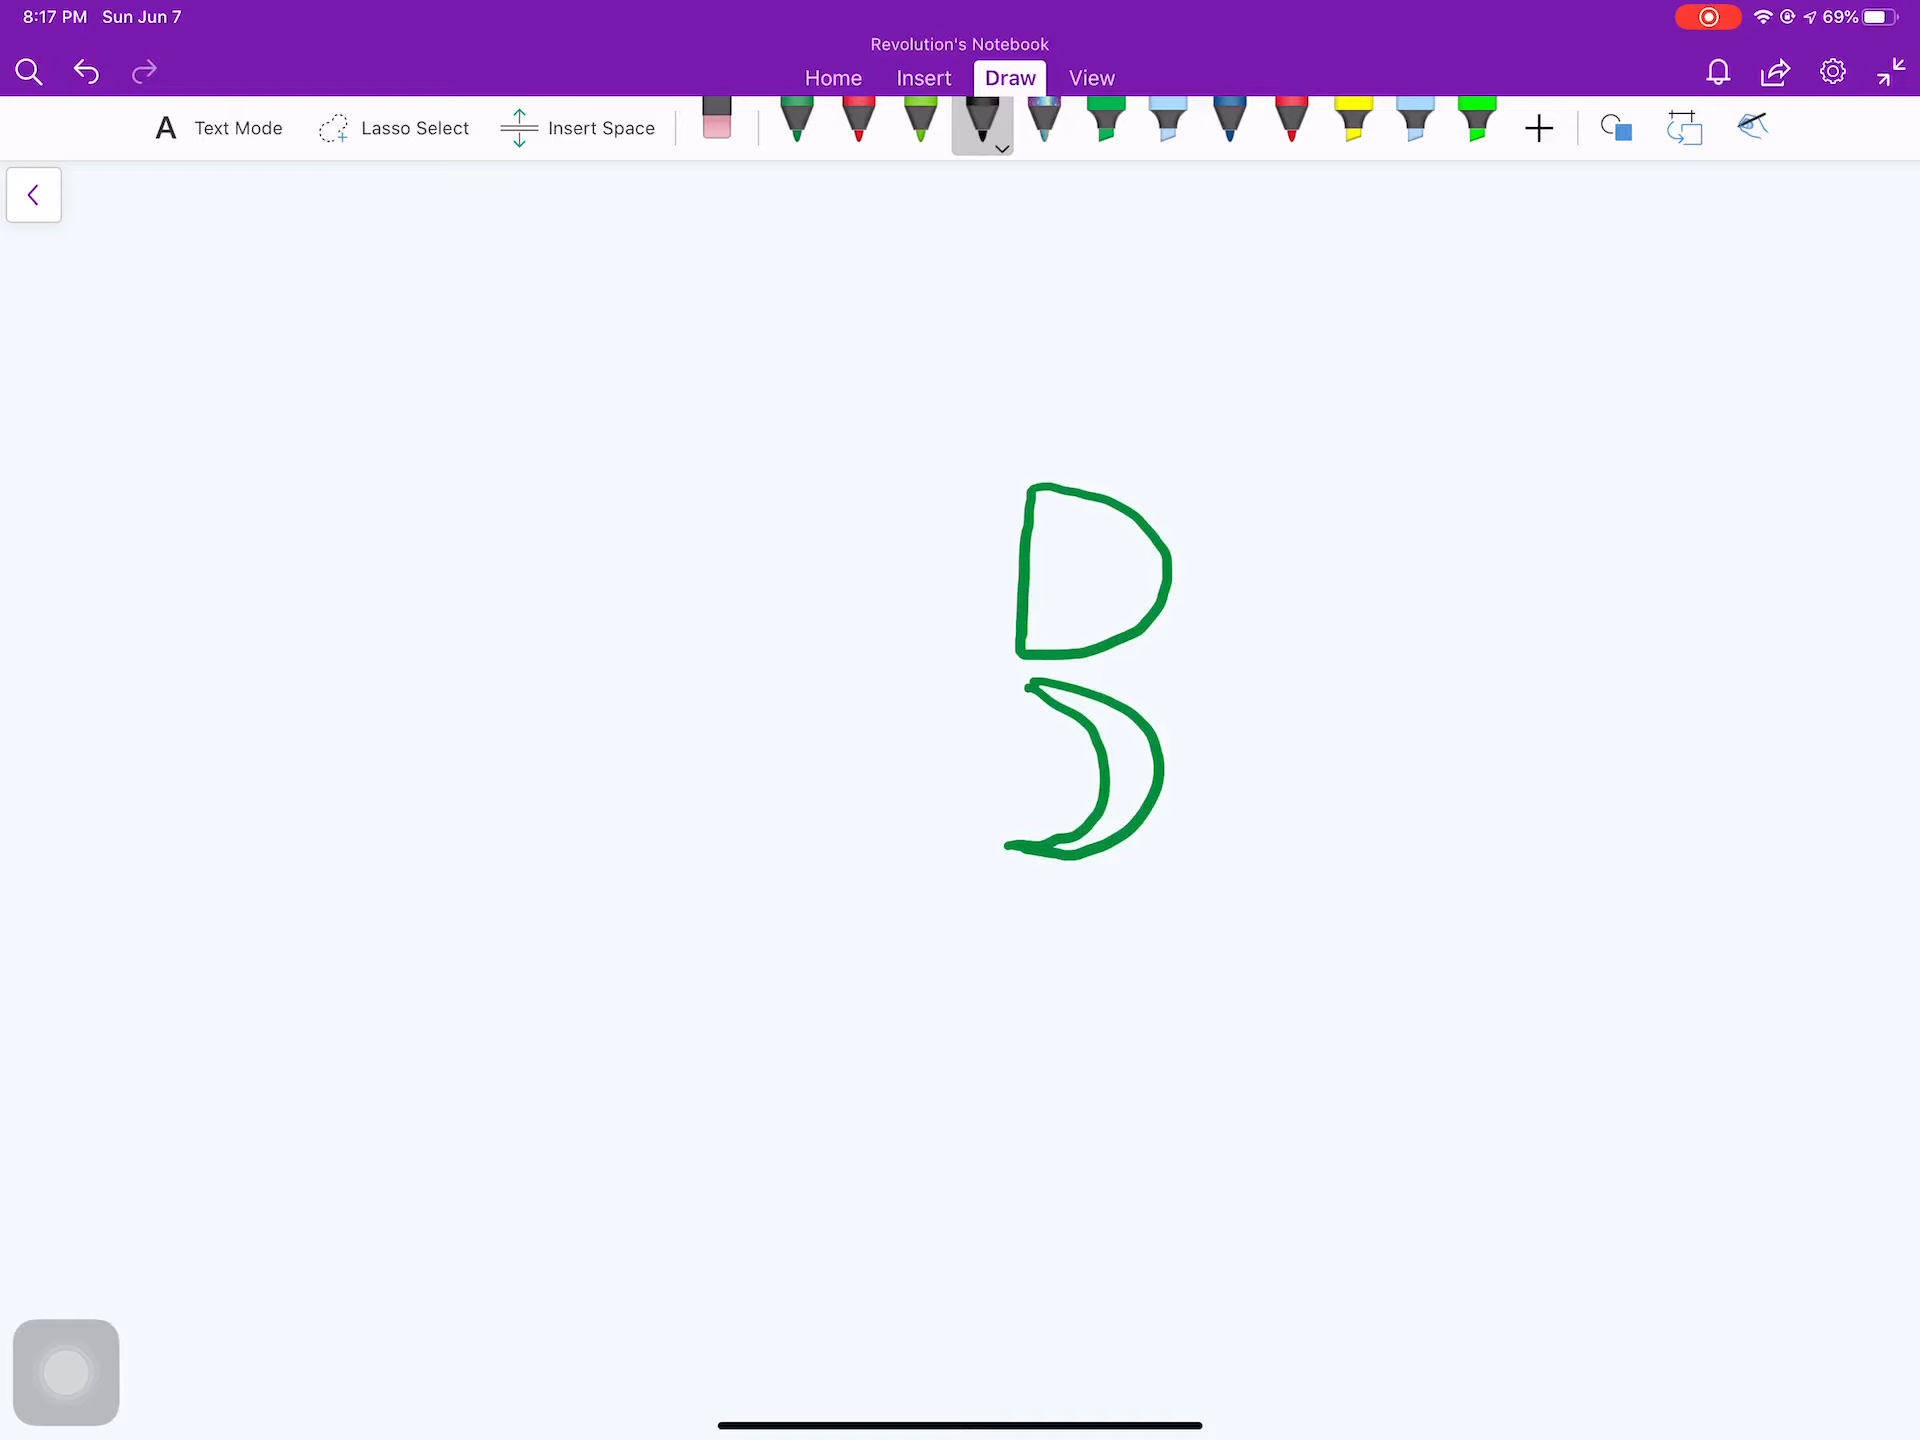 8:17 PM Sun Jun 7
69%
Revolution's Notebook
Home Insert Draw View
A Text Mode Lasso Select Insert Space